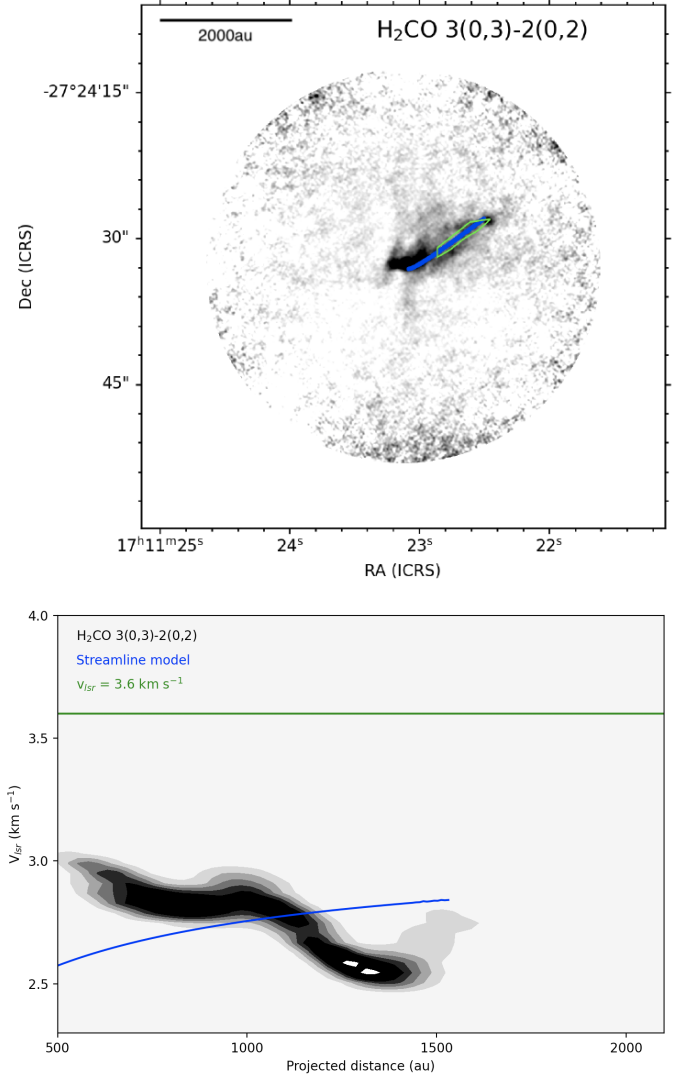 H₂CO 3(0,3)-2(0,2)
2000au
-27°24'15"
30"
45"
Dec (ICRS)
17ʰ11ᵐ25ˢ
24ˢ
23ˢ
22ˢ
RA (ICRS)
4.0
H₂CO 3(0,3)-2(0,2)
Streamline model
vₗₛᵣ = 3.6 km s⁻¹
3.5
3.0
2.5
Vₗₛᵣ (km s⁻¹)
500
1000
1500
2000
Projected distance (au)